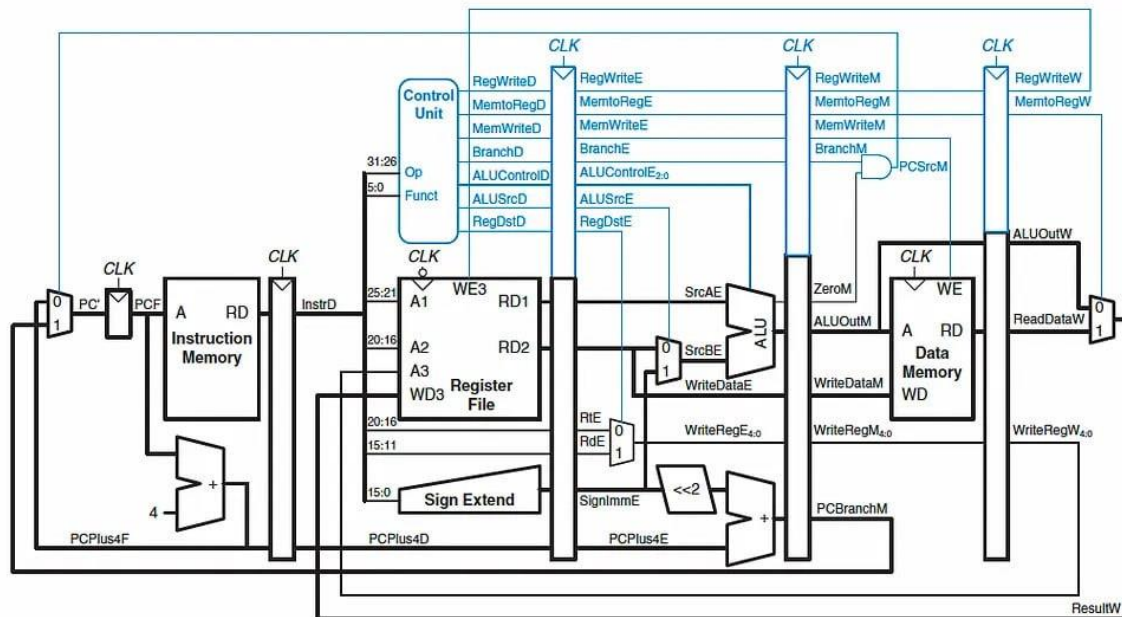 CLK CLK CLK
RegWriteD RegWriteE RegWriteM RegWriteW
Control Unit
MemtoRegD MemtoRegE MemtoRegM MemtoRegW
MemWriteD MemWriteE MemWriteM
BranchD BranchE BranchM
PCSrcM
31:26 Op ALUControlD ALUControlE2:0
5:0 Funct ALUSrcD ALUSrcE
RegDstD RegDstE
ALUOutW
CLK CLK CLK CLK
0 PC' PCF A RD InstrD 25:21 A1 WE3 RD1 SrcAE ZeroM WE 0
1 Instruction Memory ALU ALUOutM A RD ReadDataW 1
20:16 A2 RD2 0 SrcBE Data Memory
A3 1
WD3 Register File WriteDataE WriteDataM WD
20:16 RtE 0 WriteRegE4:0 WriteRegM4:0 WriteRegW4:0
15:11 RdE 1
+
15:0 Sign Extend SignImmE <<2
4 + PCBranchM
PCPlus4F PCPlus4D PCPlus4E
ResultW